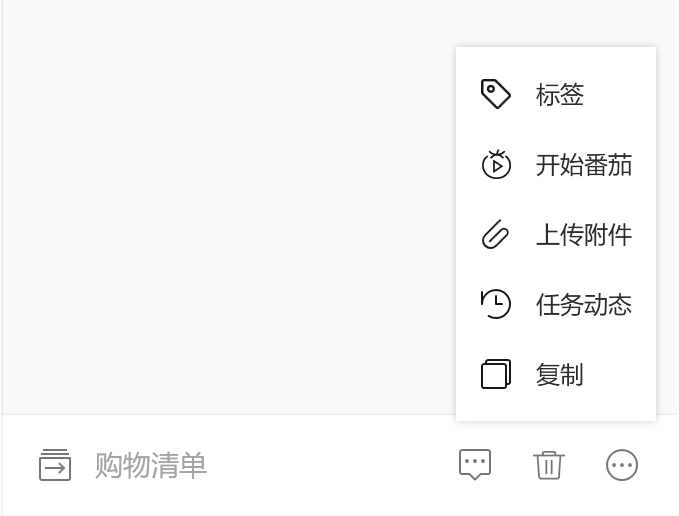 标签
开始番茄
上传附件
任务动态
复制
购物清单